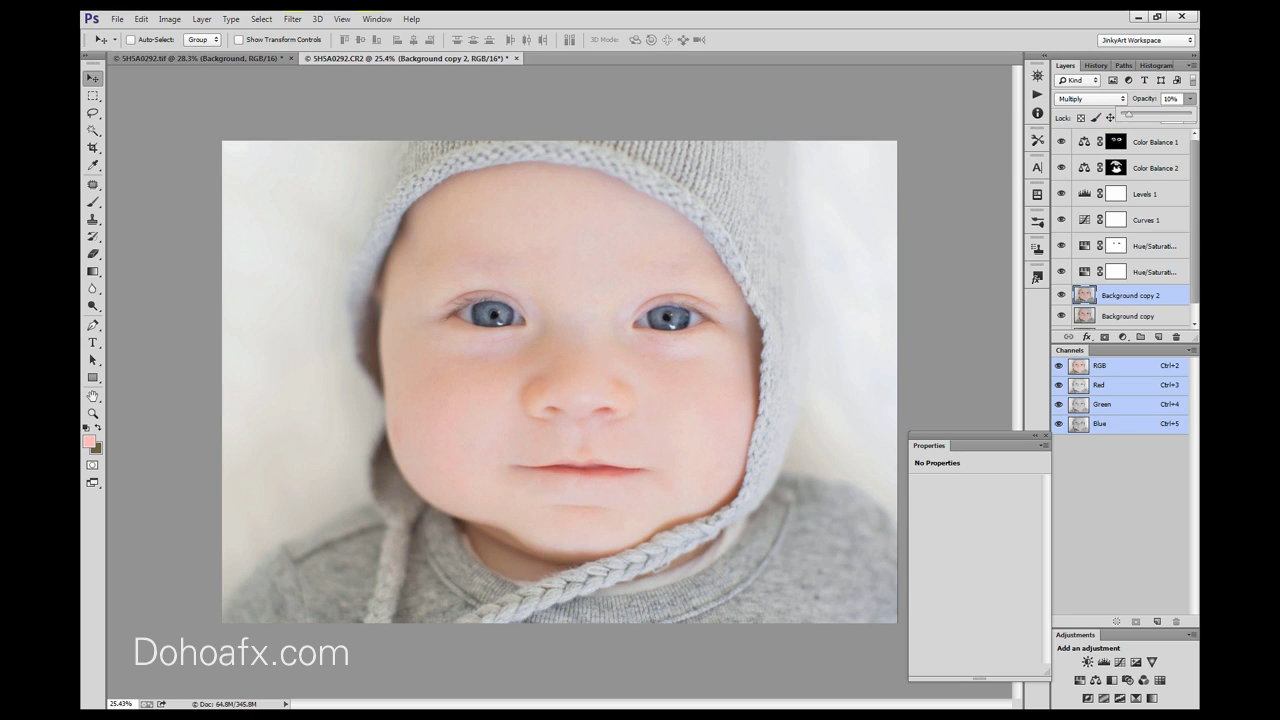 Ps File Edit Image Layer Type Select Filter 3D View Window Help
Auto-Select: Group Show Transform Controls 3D Mode: JinkyArt Workspace
© 5H5A0292.tif @ 28.3% (Background, RGB/16) * × © 5H5A0292.CR2 @ 25.4% (Background copy 2, RGB/16*) * ×
Layers History Paths Histogram
Kind
Multiply Opacity: 10%
Lock:
Color Balance 1
Color Balance 2
Levels 1
Curves 1
Hue/Saturati...
Hue/Saturati...
Background copy 2
Background copy
fx
Channels
RGB Ctrl+2
Red Ctrl+3
Green Ctrl+4
Blue Ctrl+5
Properties
No Properties
Adjustments
Add an adjustment
Dohoafx.com
25.43% © Doc: 64.8M/345.8M